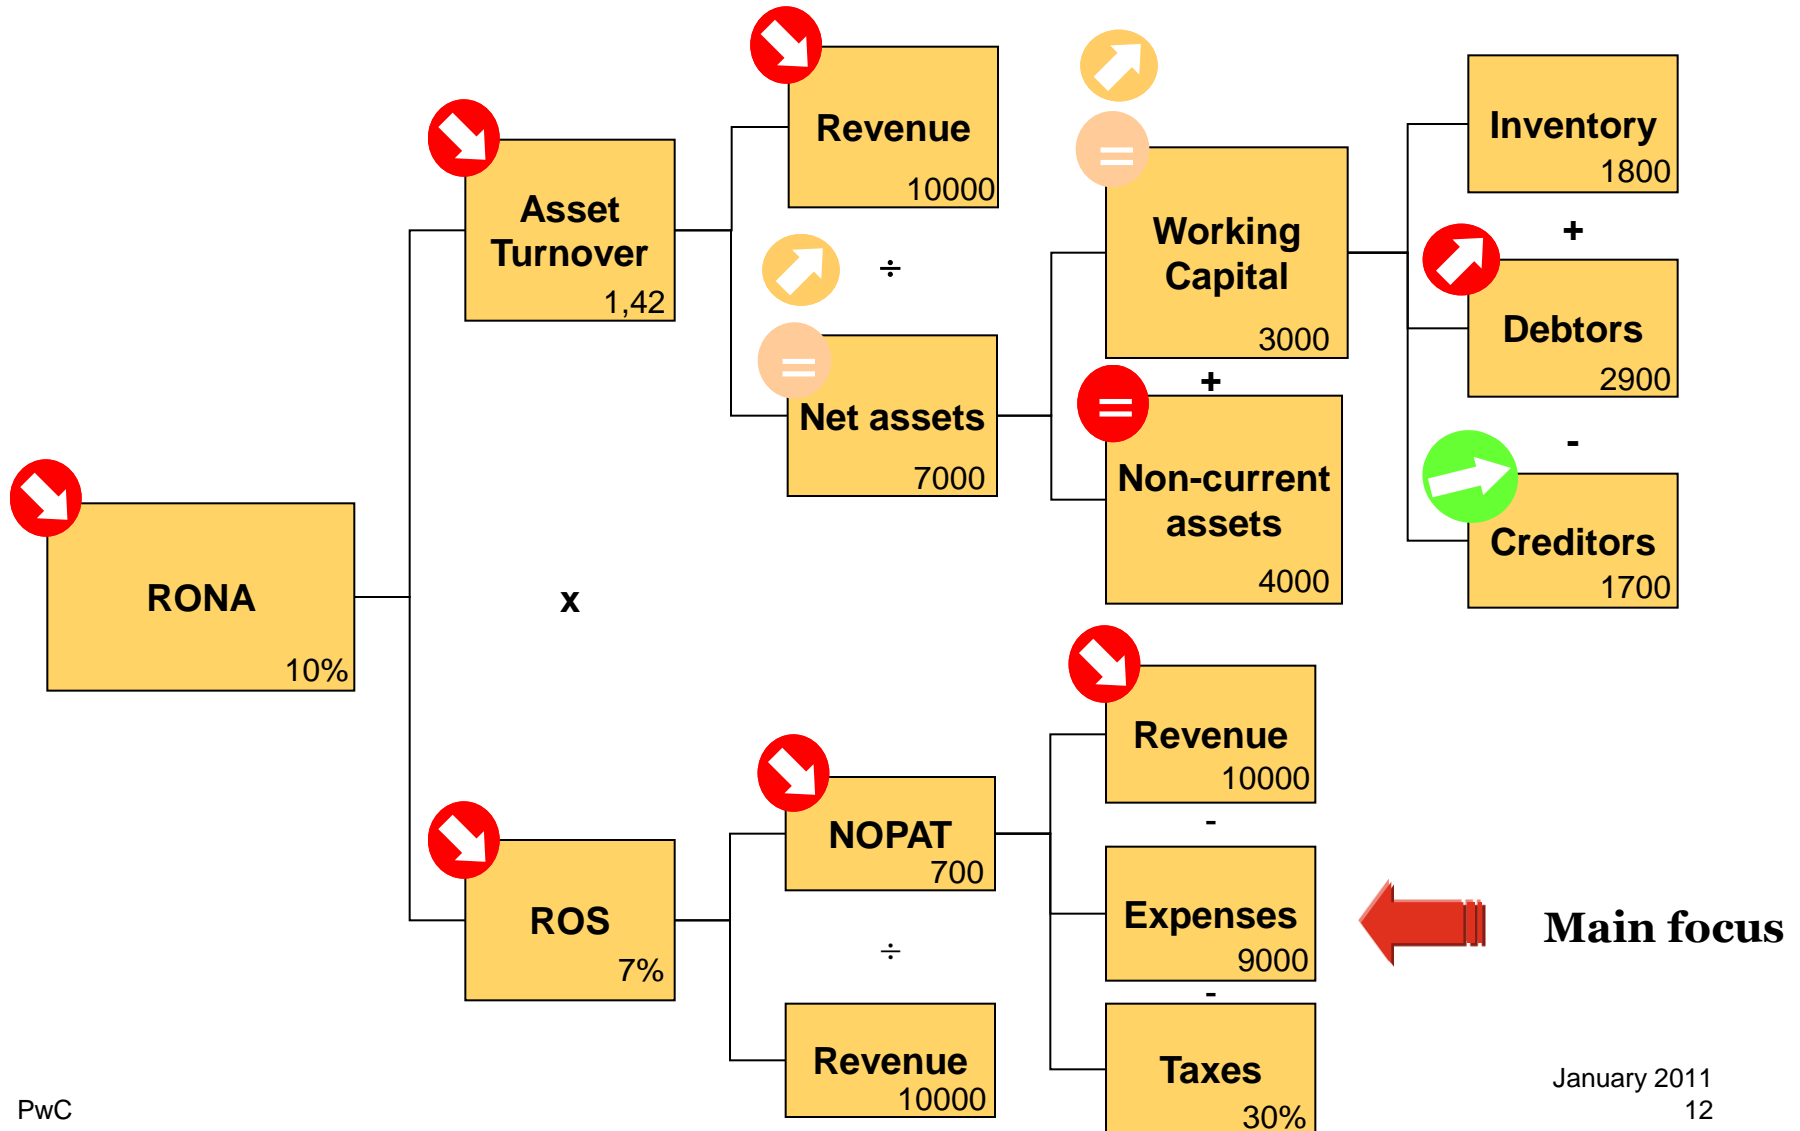 Revenue
10000
Inventory
1800
=
Asset
Turnover
1,42
÷
Working
Capital
3000
+
Debtors
2900
=
Net assets
7000
+
=
Non-current
assets
4000
-
Creditors
1700
RONA
10%
x
Revenue
10000
-
NOPAT
700
ROS
7%
÷
Expenses
9000
Main focus
-
Revenue
10000
Taxes
30%
PwC
January 2011
12